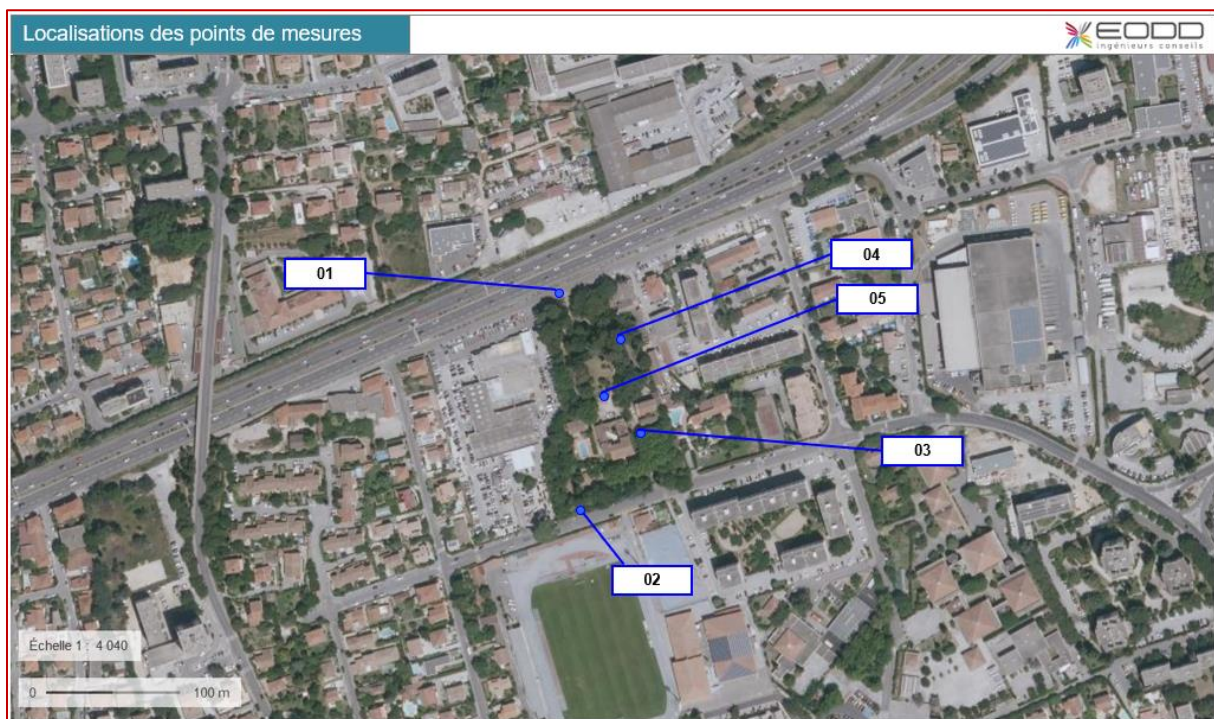 Localisations des points de mesures
EODD
ingénieurs conseils
01
04
05
03
02
Échelle 1 : 4 040
0
100 m